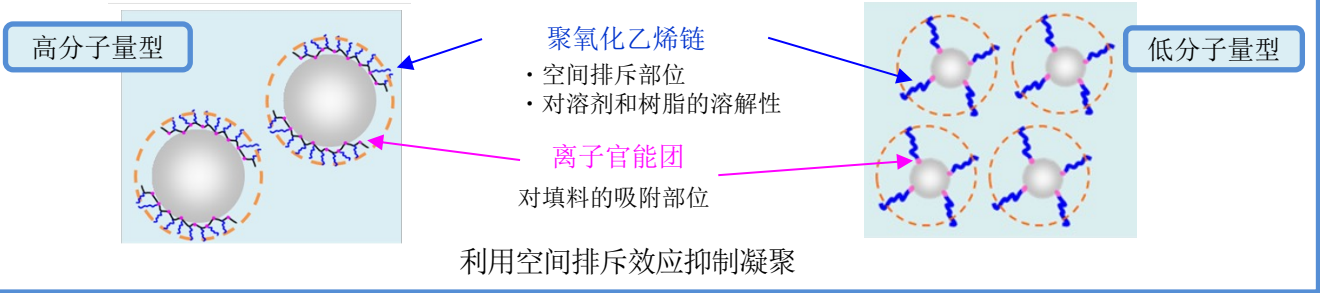 高分子量型
聚氧化乙烯链
・空间排斥部位
・对溶剂和树脂的溶解性
离子官能团
对填料的吸附部位
低分子量型
利用空间排斥效应抑制凝聚